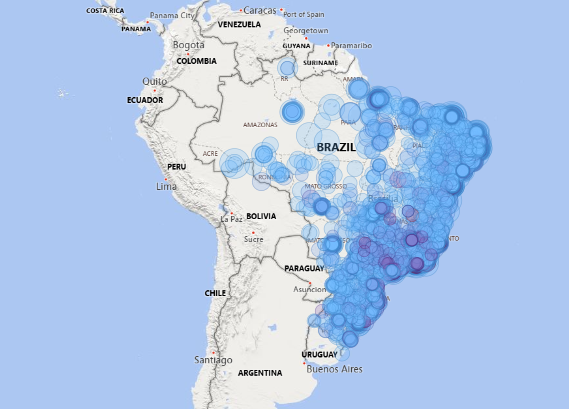 COSTA RICA
Panama City
PANAMA
Caracas
Port of Spain
VENEZUELA
Georgetown
GUYANA
Paramaribo
SURINAME
Bogota
COLOMBIA
RR
Quito
ECUADOR
AMAZONAS
BRAZIL
ACRE
PERU
Lima
MATO GROSSO
La Paz
BOLIVIA
Sucre
PARAGUAY
Asuncion
CHILE
Santiago
URUGUAY
Buenos Aires
ARGENTINA